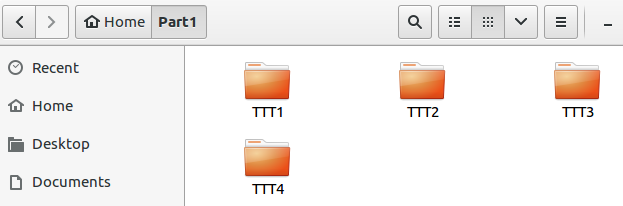 Home Part1
Recent
Home
Desktop
Documents
TTT1 TTT2 TTT3
TTT4